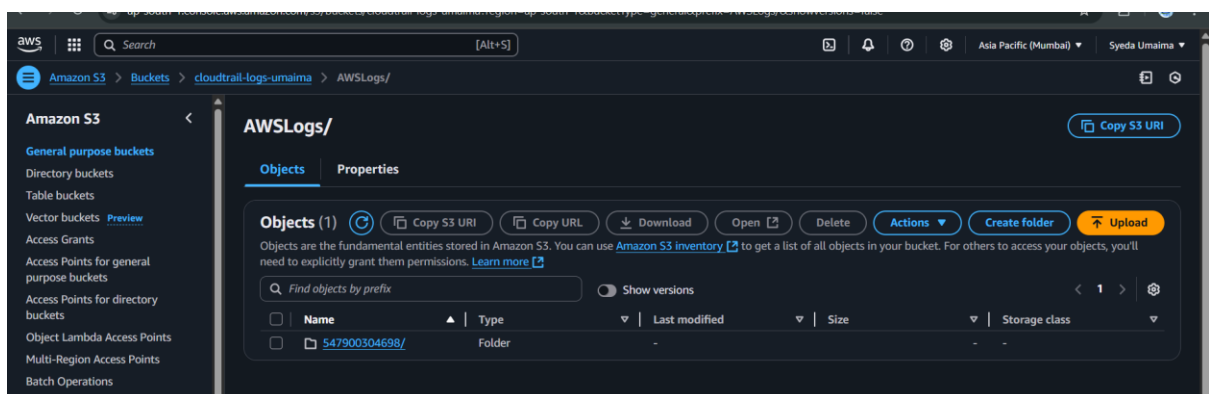 aws
Search [Alt+S] Asia Pacific (Mumbai) Syeda Umaima
Amazon S3 > Buckets > cloudtrail-logs-umaima > AWSLogs/
Amazon S3
General purpose buckets
Directory buckets
Table buckets
Vector buckets Preview
Access Grants
Access Points for general
purpose buckets
Access Points for directory
buckets
Object Lambda Access Points
Multi-Region Access Points
Batch Operations
AWSLogs/
Copy S3 URI
Objects Properties
Objects (1) Copy S3 URI Copy URL Download Open Delete Actions Create folder Upload
Objects are the fundamental entities stored in Amazon S3. You can use Amazon S3 inventory to get a list of all objects in your bucket. For others to access your objects, you'll
need to explicitly grant them permissions. Learn more
Find objects by prefix Show versions < 1 >
Name Type Last modified Size Storage class
547900304698/ Folder - - -